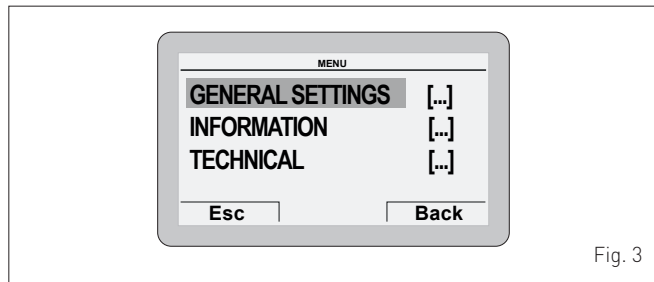 MENU
GENERAL SETTINGS [...]
INFORMATION [...]
TECHNICAL [...]
Esc Back
Fig. 3